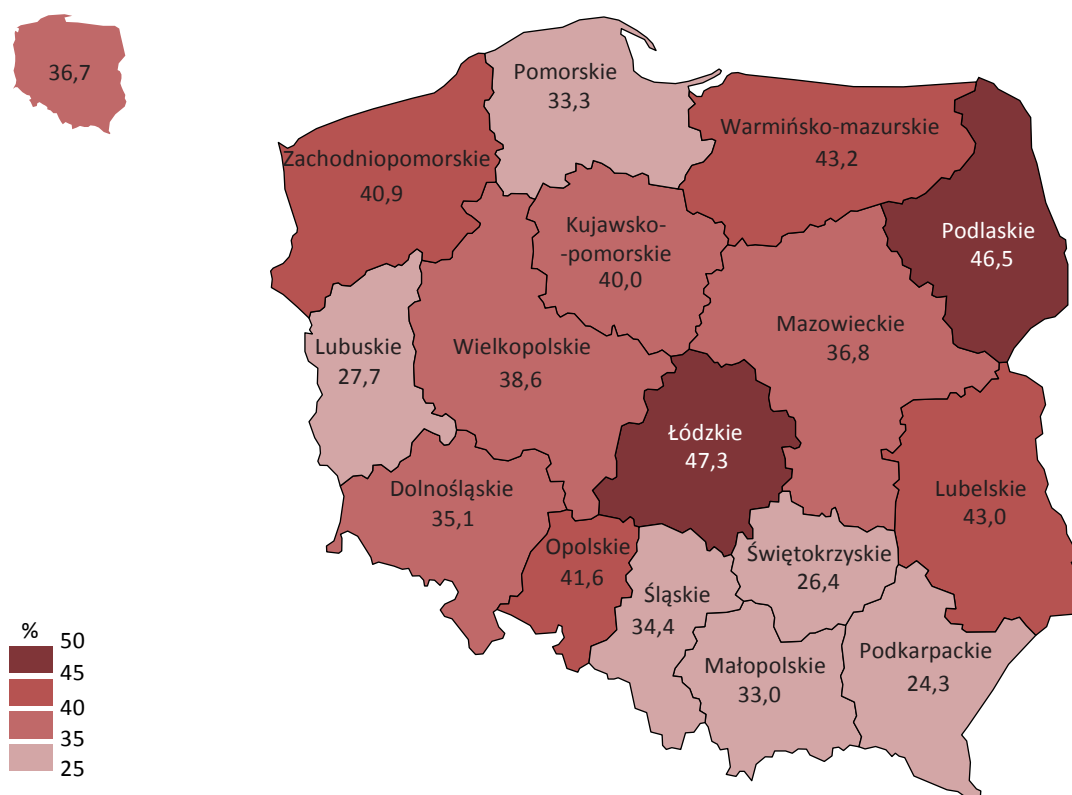 36,7
Pomorskie
33,3
Warmińsko-mazurskie
43,2
Zachodniopomorskie
40,9
Podlaskie
46,5
Kujawsko-
-pomorskie
40,0
Mazowieckie
36,8
Lubuskie
27,7
Wielkopolskie
38,6
Łódzkie
47,3
Dolnośląskie
35,1
Lubelskie
43,0
Opolskie
41,6
Świętokrzyskie
26,4
Śląskie
34,4
Małopolskie
33,0
Podkarpackie
24,3
%
50
45
40
35
25